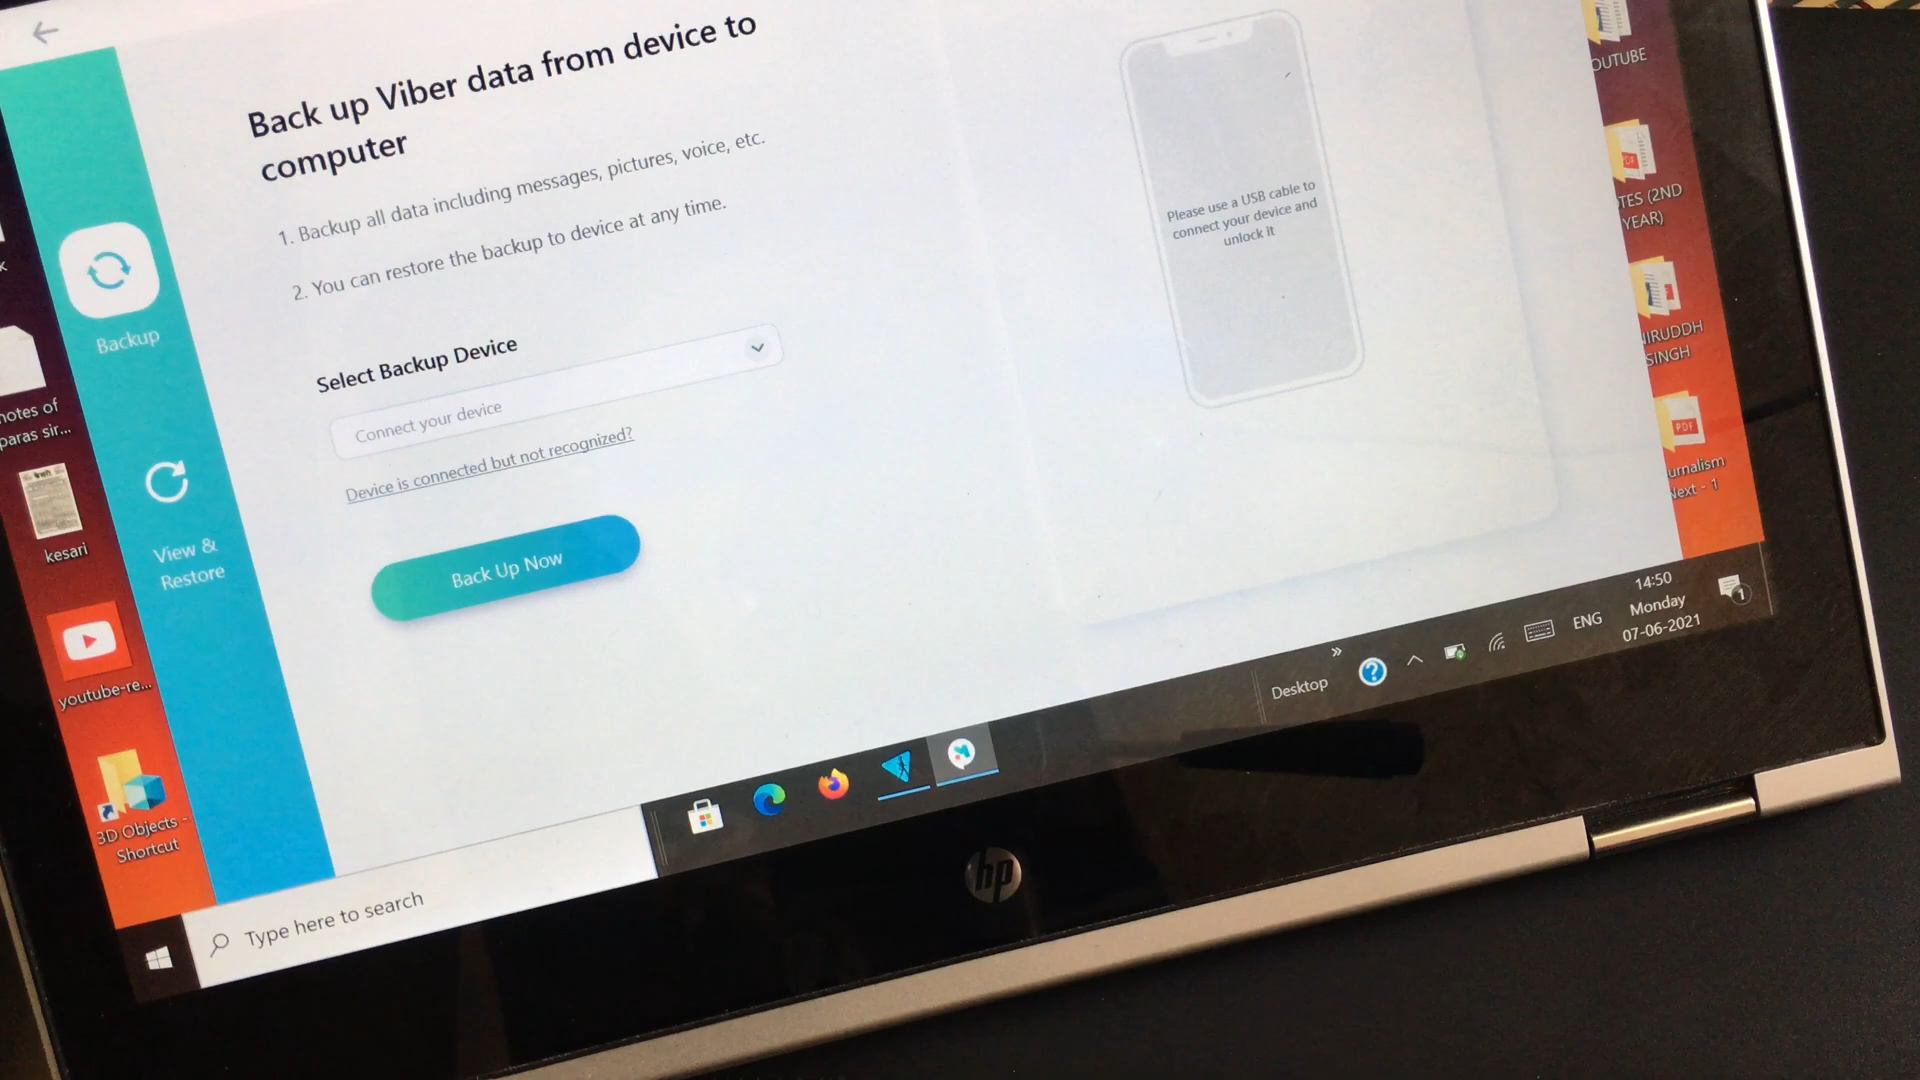 Back up Viber data from device to
computer
1. Backup all data including messages, pictures, voice, etc.
2. You can restore the backup to device at any time.
Select Backup Device
Connect your device
Device is connected but not recognized?
Back Up Now
Please use a USB cable to
connect your device and
unlock it
Backup
View &
Restore
notes of
paras sir...
kesari
youtube-re...
3D Objects -
Shortcut
OUTUBE
PDF
TES (2ND
YEAR)
IRUDDH
SINGH
PDF
urnalism
Next - 1
Type here to search
Desktop
»
?
ENG
14:50
Monday
07-06-2021
1
hp